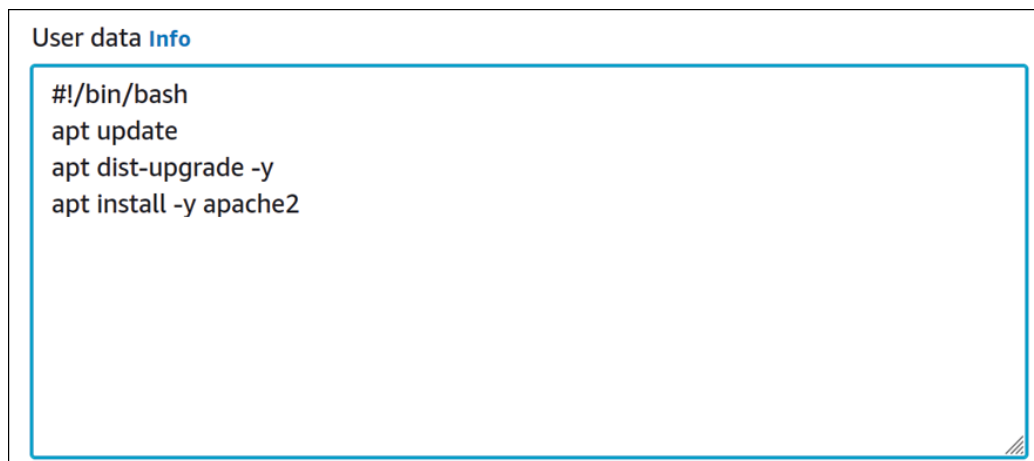 User data Info
#!/bin/bash
apt update
apt dist-upgrade -y
apt install -y apache2